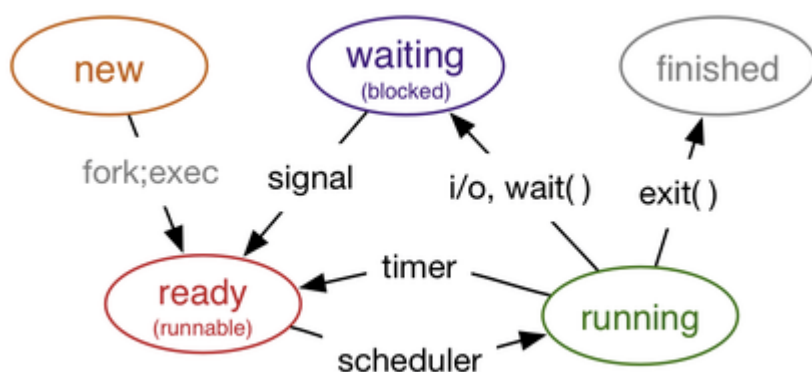 new
waiting
(blocked)
finished
fork;exec
signal
i/o, wait( )
exit( )
timer
ready
(runnable)
running
scheduler